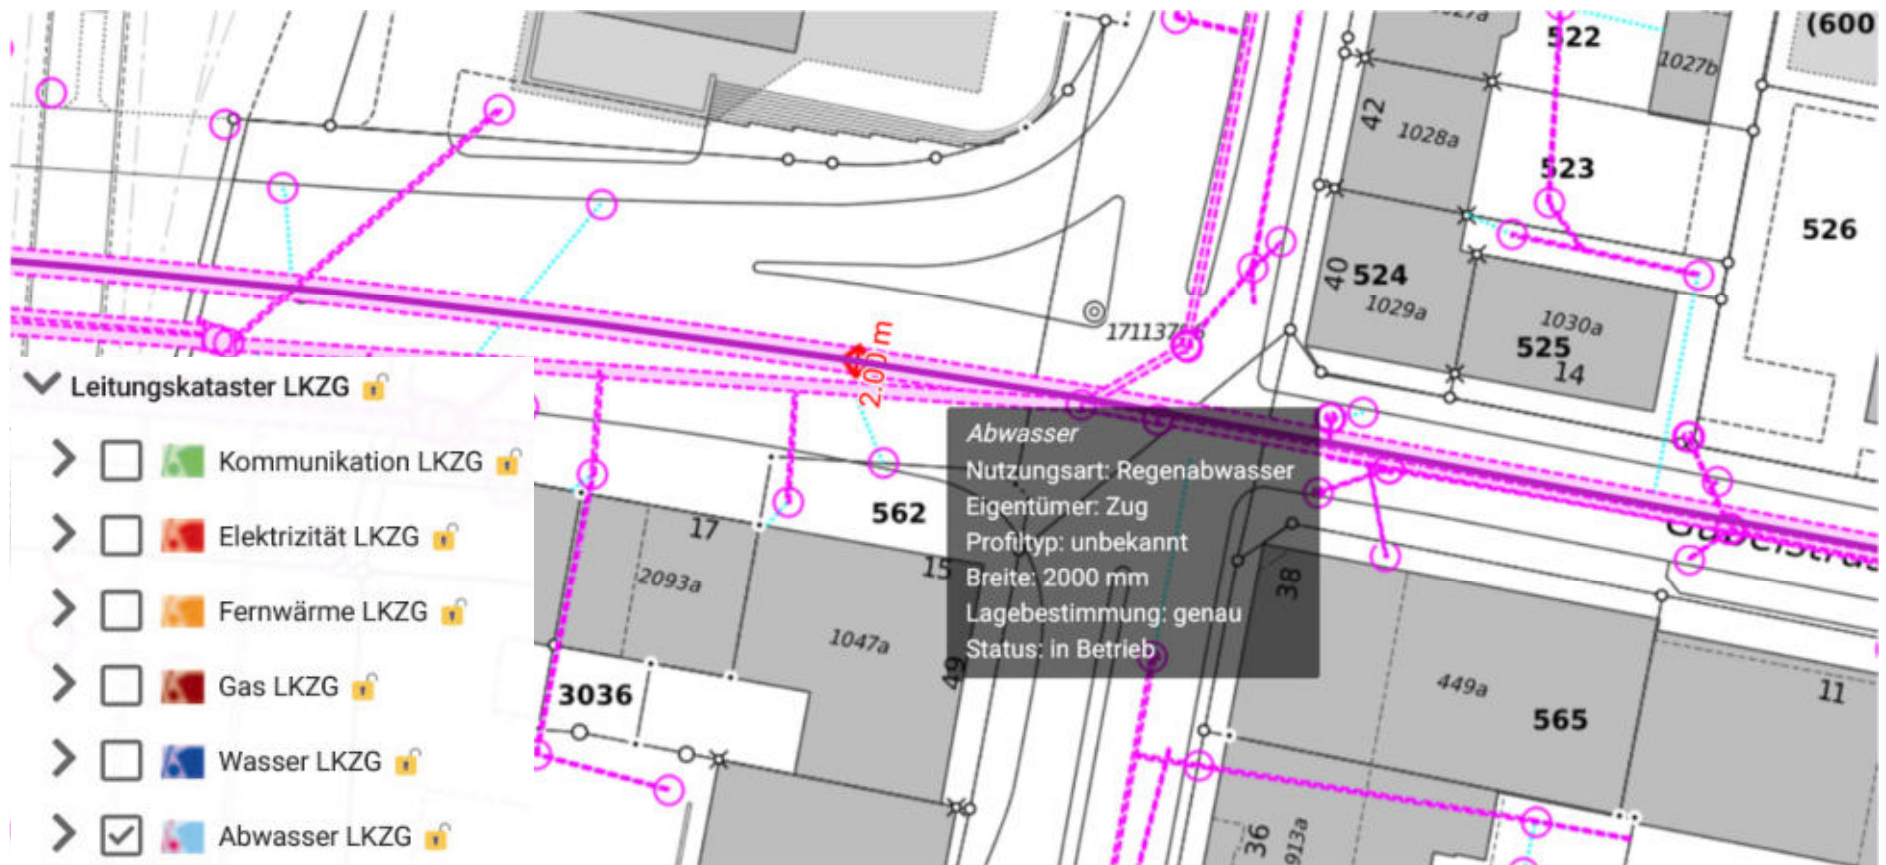 522
(600
1027b
42
1028a
523
526
40
524
1029a
1030a
525
14
2.00 m
Leitungskataster LKZG
Kommunikation LKZG
Elektrizität LKZG
Fernwärme LKZG
Gas LKZG
Wasser LKZG
Abwasser LKZG
Abwasser
Nutzungsart: Regenabwasser
Eigentümer: Zug
Profiltyp: unbekannt
Breite: 2000 mm
Lagebestimmung: genau
Status: in Betrieb
562
17
15
2093a
1047a
49
3036
38
449a
565
11
36
913a